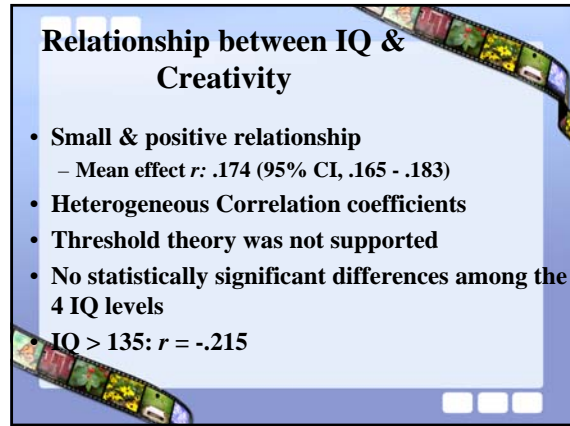 Relationship between IQ &
Creativity
• Small & positive relationship
– Mean effect r: .174 (95% CI, .165 - .183)
• Heterogeneous Correlation coefficients
• Threshold theory was not supported
• No statistically significant differences among the
4 IQ levels
• IQ > 135: r = -.215